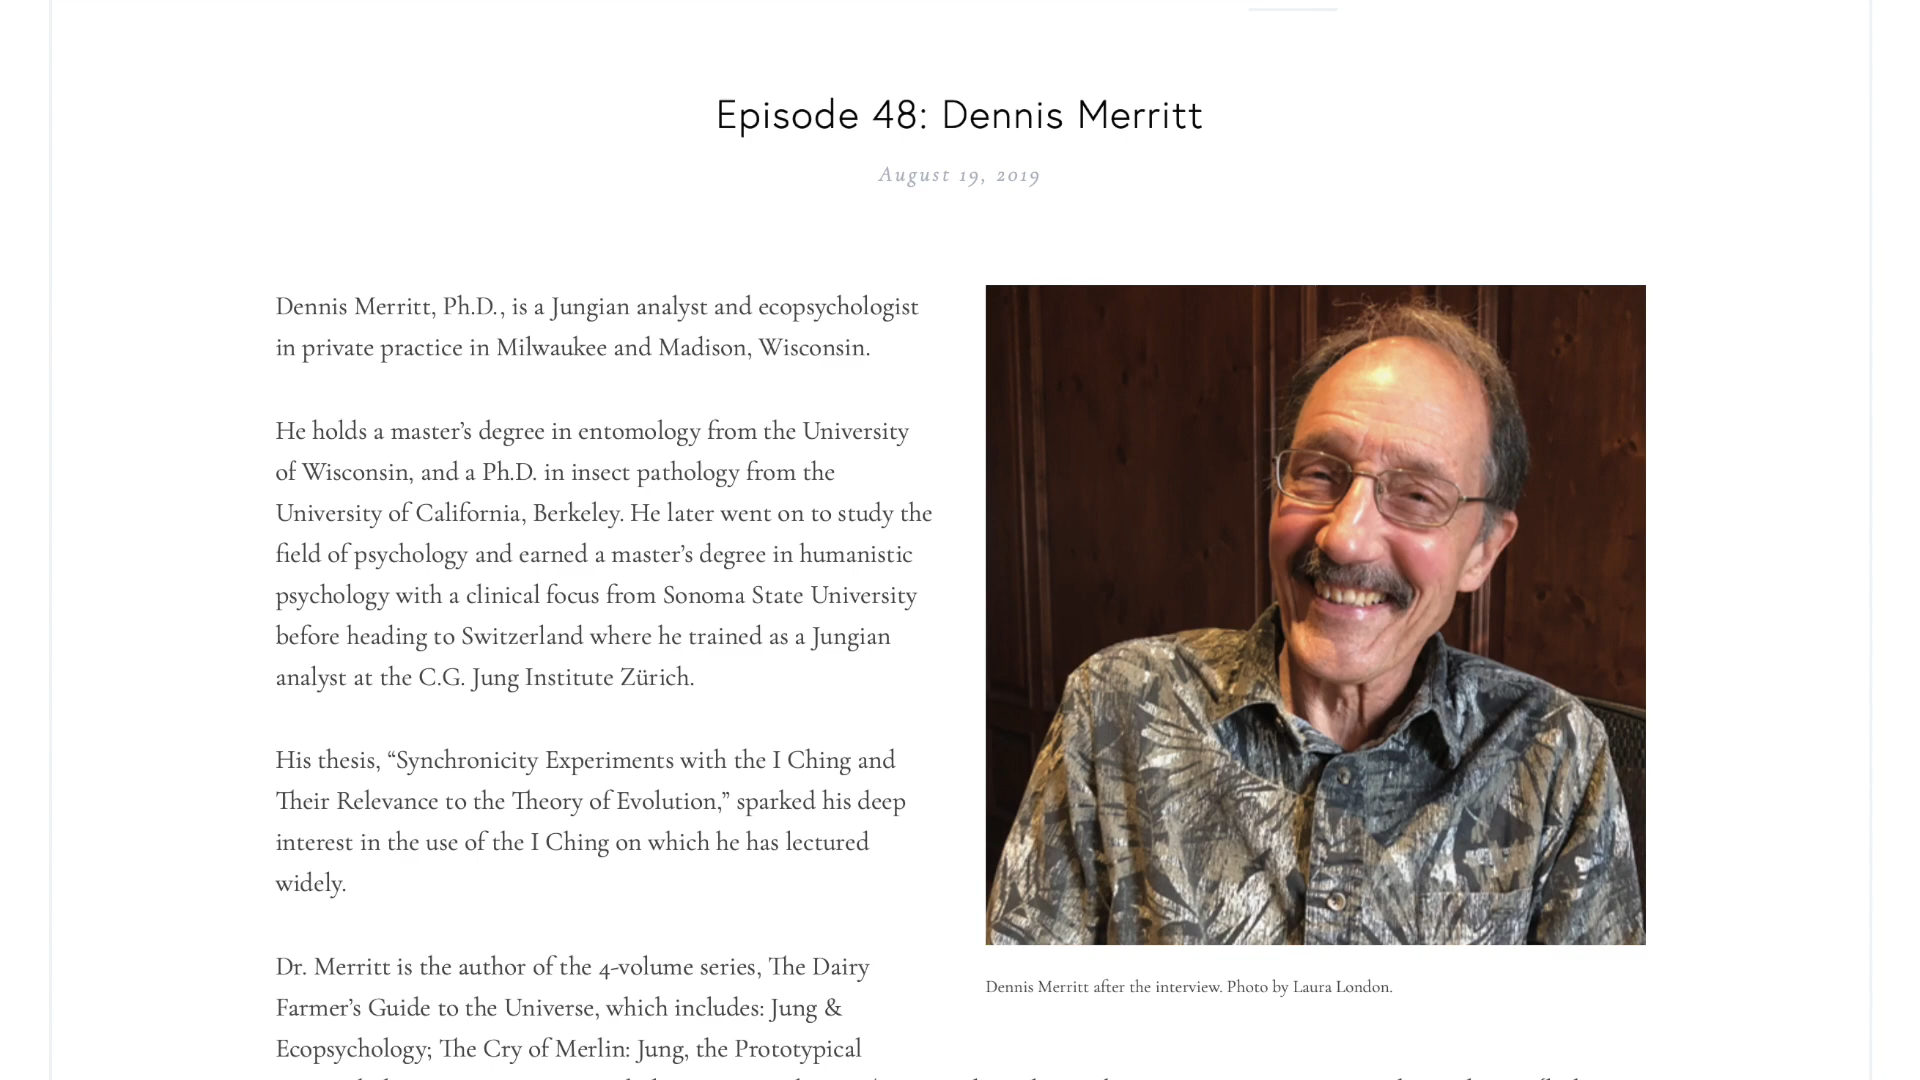 Episode 48: Dennis Merritt
August 19, 2019
Dennis Merritt, Ph.D., is a Jungian analyst and ecopsychologist
in private practice in Milwaukee and Madison, Wisconsin.
He holds a master’s degree in entomology from the University
of Wisconsin, and a Ph.D. in insect pathology from the
University of California, Berkeley. He later went on to study the
field of psychology and earned a master’s degree in humanistic
psychology with a clinical focus from Sonoma State University
before heading to Switzerland where he trained as a Jungian
analyst at the C.G. Jung Institute Zürich.
His thesis, “Synchronicity Experiments with the I Ching and
Their Relevance to the Theory of Evolution,” sparked his deep
interest in the use of the I Ching on which he has lectured
widely.
Dr. Merritt is the author of the 4-volume series, The Dairy
Farmer’s Guide to the Universe, which includes: Jung &
Ecopsychology; The Cry of Merlin: Jung, the Prototypical
Dennis Merritt after the interview. Photo by Laura London.